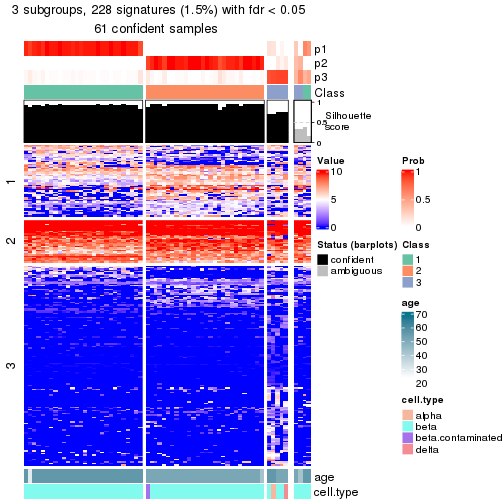 3 subgroups, 228 signatures (1.5%) with fdr < 0.05
61 confident samples
p1
p2
p3
Class
1
0.5
0
Silhouette
score
1
2
3
age
cell.type
Value
10
5
0
Prob
1
0.5
0
Status (barplots)
confident
ambiguous
Class
1
2
3
age
70
60
50
40
30
20
cell.type
alpha
beta
beta.contaminated
delta